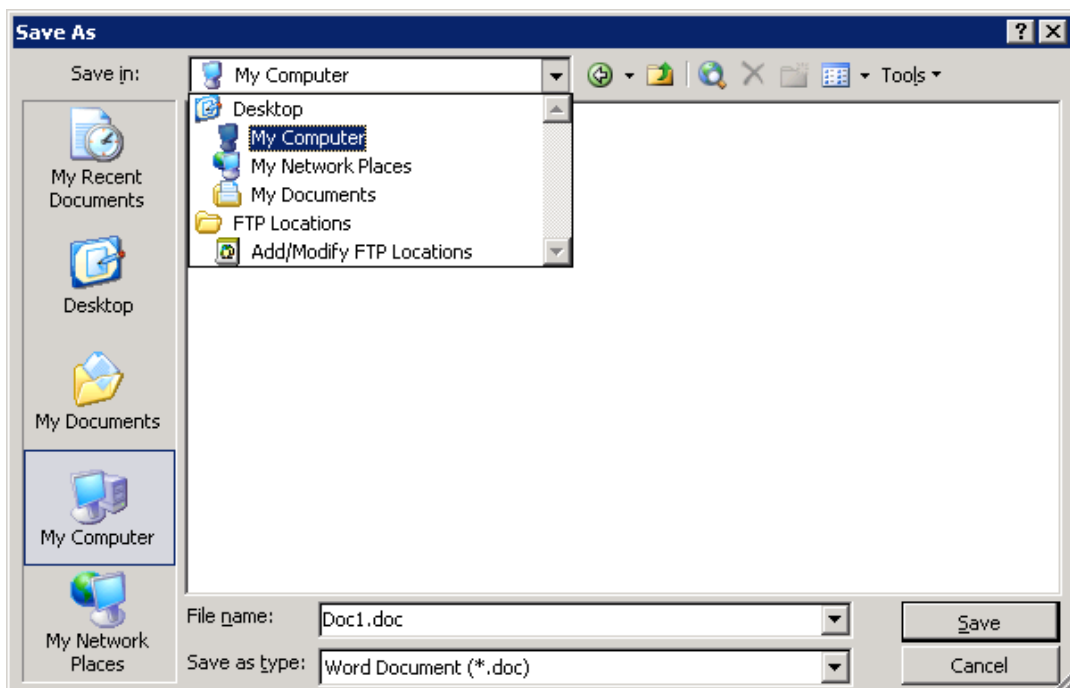 Save As
Save in:
My Computer
Tools
Desktop
My Computer
My Network Places
My Documents
FTP Locations
Add/Modify FTP Locations
My Recent
Documents
Desktop
My Documents
My Computer
My Network
Places
File name:
Doc1.doc
Save
Save as type:
Word Document (*.doc)
Cancel